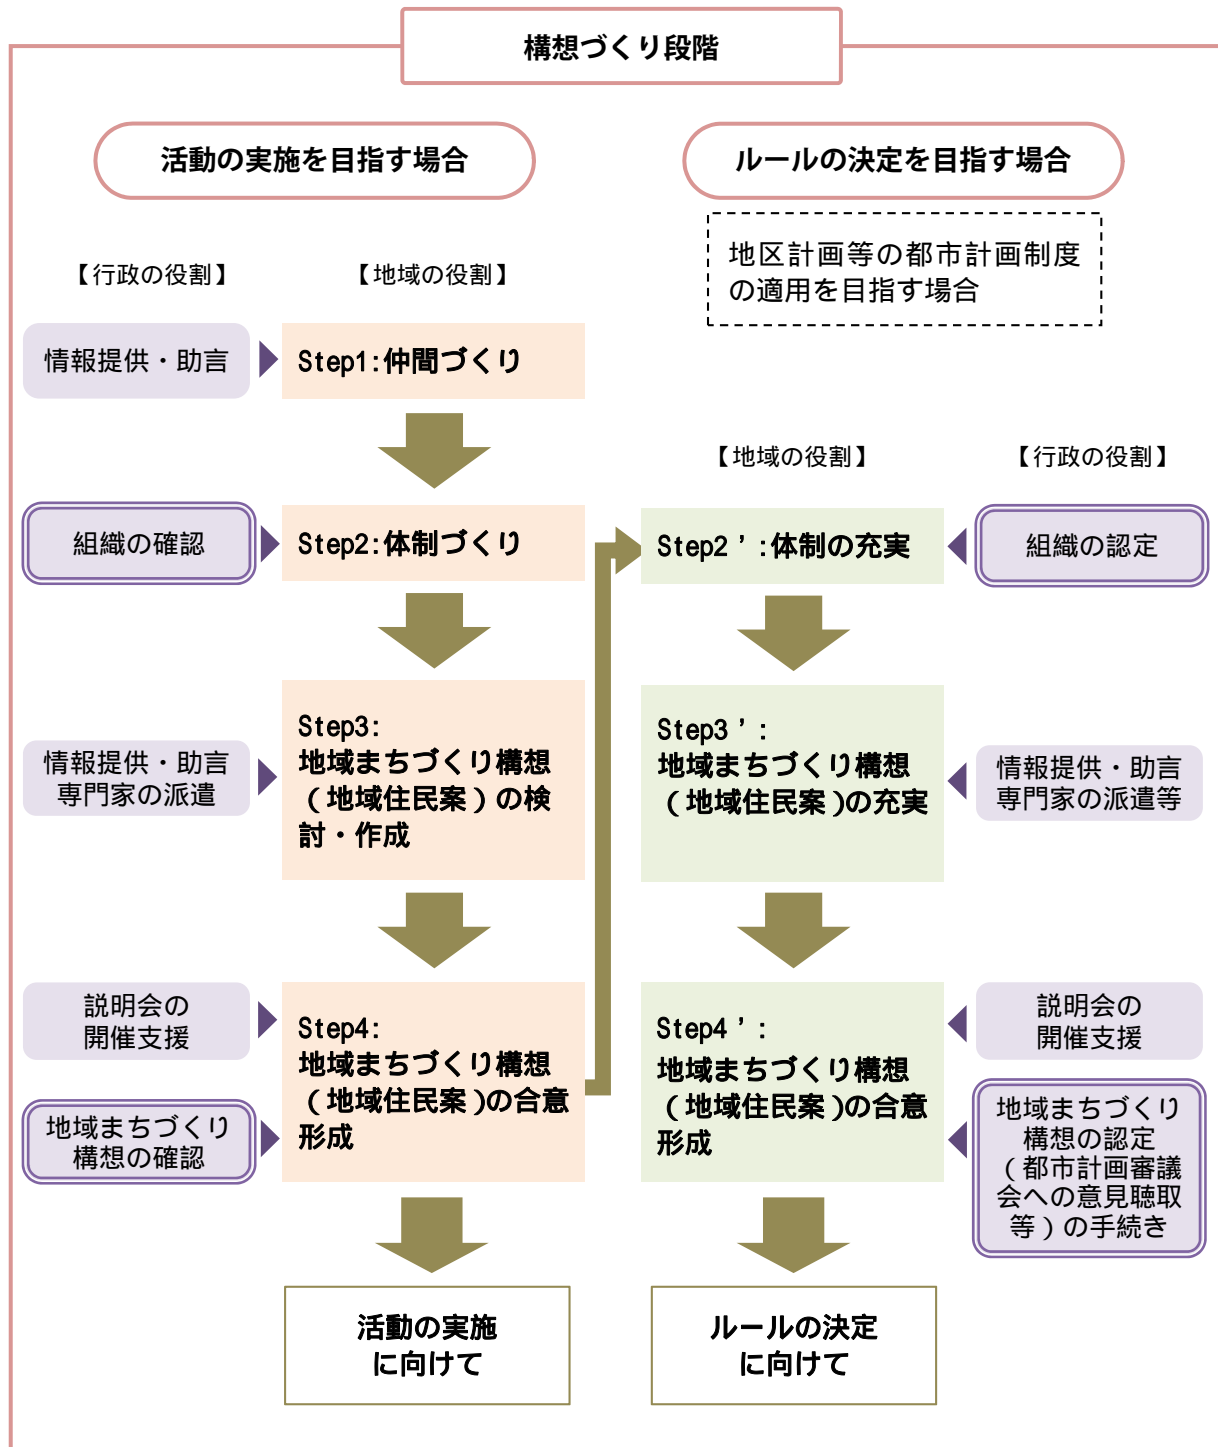 構想づくり段階
活動の実施を目指す場合
ルールの決定を目指す場合
地区計画等の都市計画制度
の適用を目指す場合
【行政の役割】
【地域の役割】
情報提供・助言
Step1:仲間づくり
【地域の役割】
【行政の役割】
組織の確認
Step2:体制づくり
Step2’:体制の充実
組織の認定
情報提供・助言
専門家の派遣
Step3:
地域まちづくり構想
(地域住民案)の検
討・作成
Step3’:
地域まちづくり構想
(地域住民案)の充実
情報提供・助言
専門家の派遣等
説明会の
開催支援
地域まちづくり
構想の確認
Step4:
地域まちづくり構想
(地域住民案)の合意
形成
Step4’:
地域まちづくり構想
(地域住民案)の合意
形成
説明会の
開催支援
地域まちづくり
構想の認定
(都市計画審議
会への意見聴取
等)の手続き
活動の実施
に向けて
ルールの決定
に向けて